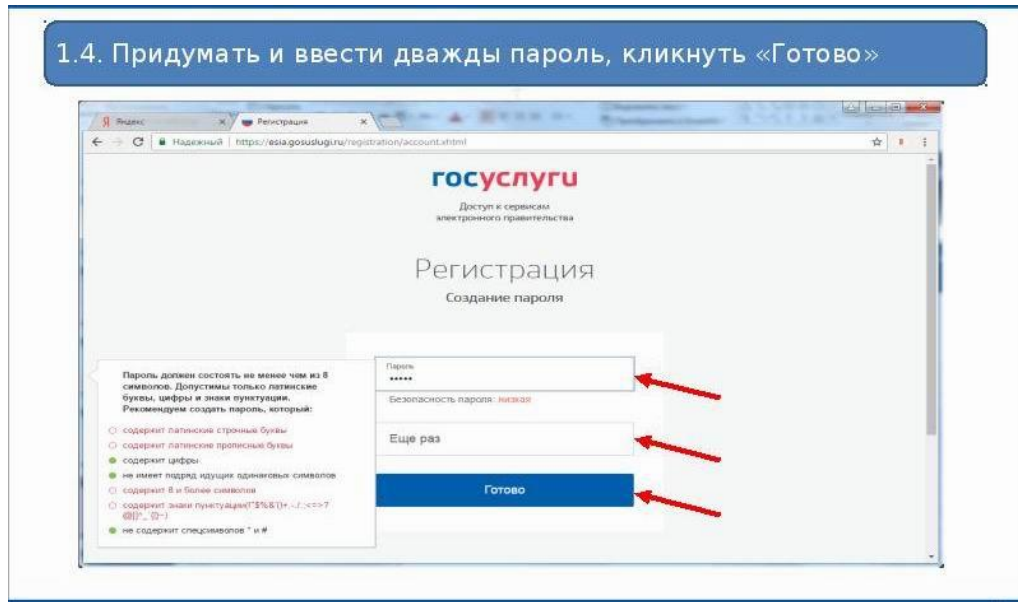 1.4. Придумать и ввести дважды пароль, кликнуть «Готово»
Яндекс
Регистрация
Надежный
https://esia.gosuslugi.ru/registration/account.xhtml
госуслуги
Доступ к сервисам
электронного правительства
Регистрация
Создание пароля
Пароль должен состоять не менее чем из 8
символов. Допустимы только латинские
буквы, цифры и знаки пунктуации.
Рекомендуем создать пароль, который:
содержит латинские строчные буквы
содержит латинские прописные буквы
содержит цифры
не имеет подряд идущих одинаковых символов
содержит 8 и более символов
содержит знаки пунктуации
не содержит спецсимволов * и #
Пароль
•••••
Безопасность пароля: низкая
Еще раз
Готово